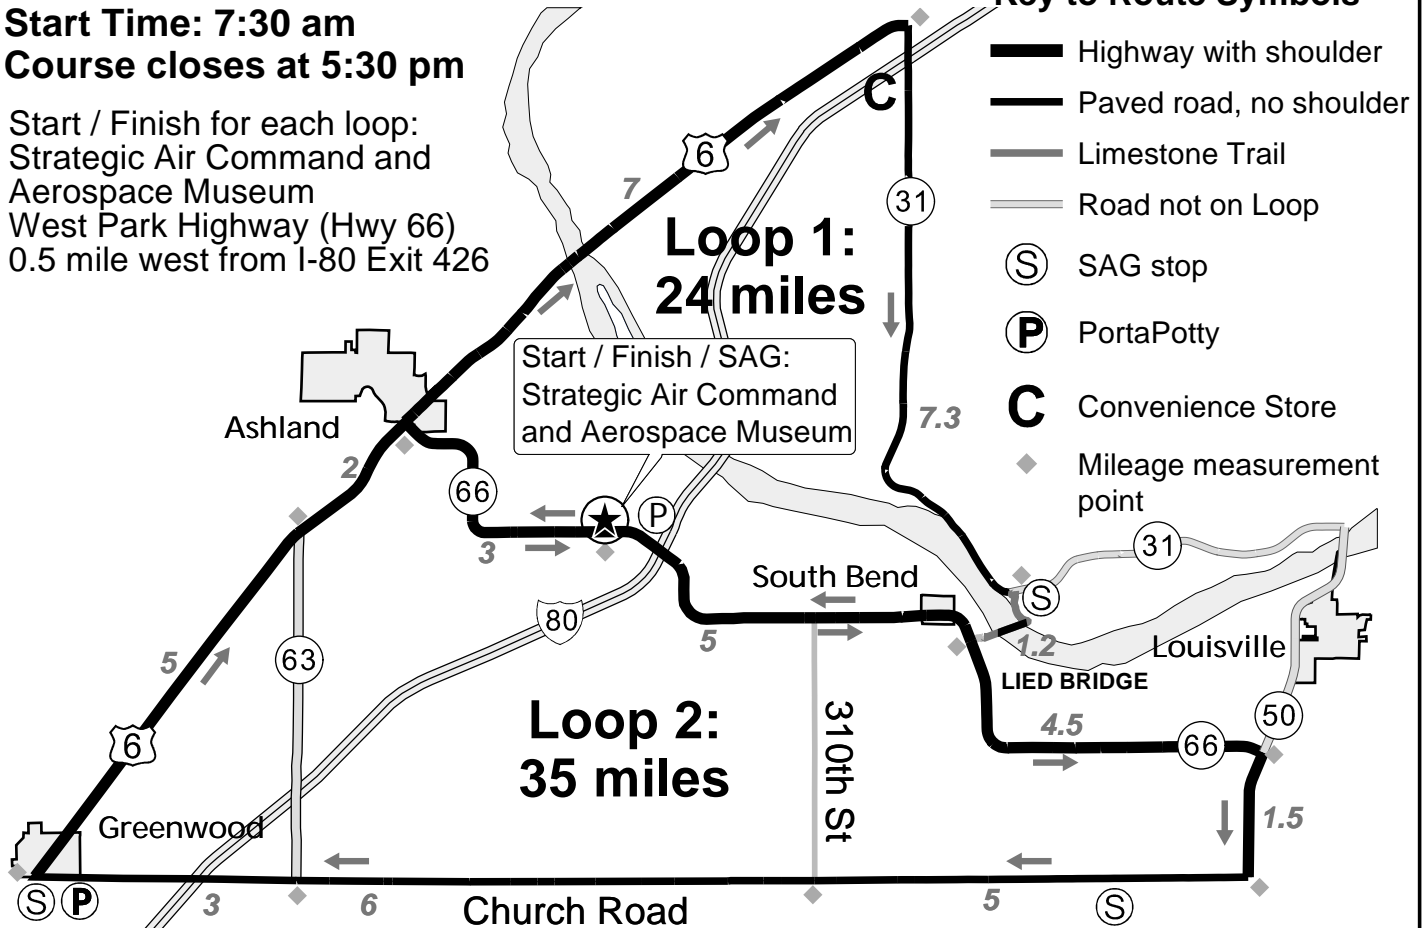 Start Time: 7:30 am
Course closes at 5:30 pm
Start / Finish for each loop:
Strategic Air Command and
Aerospace Museum
West Park Highway (Hwy 66)
0.5 mile west from I-80 Exit 426
Key to Route Symbols
Highway with shoulder
Paved road, no shoulder
Limestone Trail
Road not on Loop
S SAG stop
P PortaPotty
C Convenience Store
Mileage measurement
point
C
6
7
31
Loop 1:
24 miles
Start / Finish / SAG:
Strategic Air Command
and Aerospace Museum
Ashland
7.3
2
66
P
3
31
South Bend
S
80
5
1.2
Louisville
63
5
LIED BRIDGE
Loop 2:
35 miles
310th St
4.5
66
50
6
Greenwood
1.5
S P
3
6
Church Road
5
S